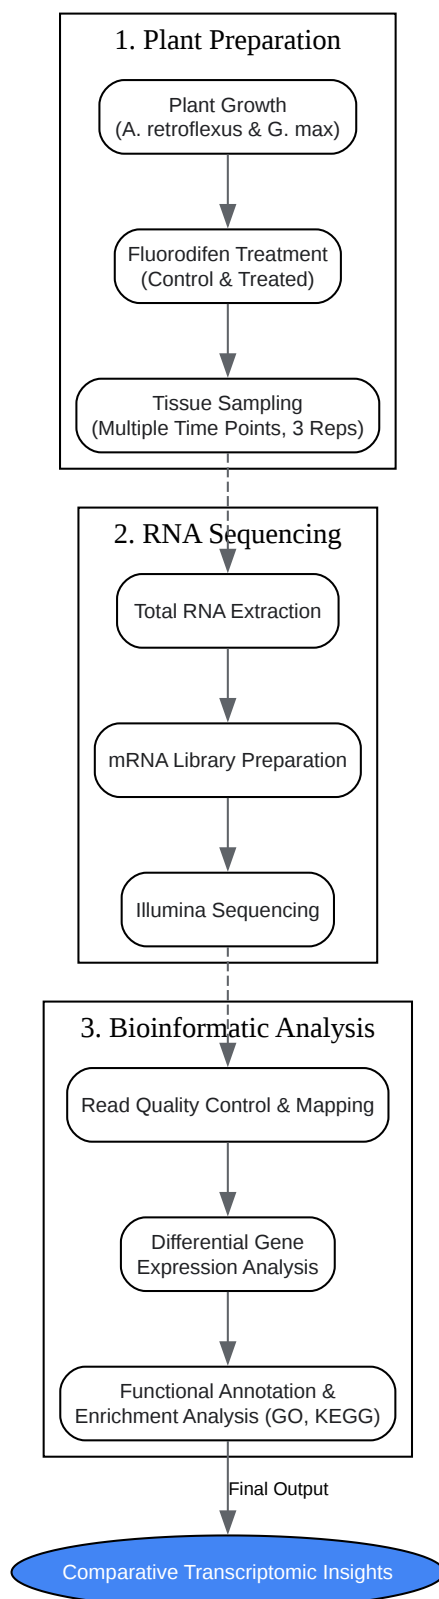 1. Plant Preparation
Plant Growth
(A. retroflexus & G. max)
Fluorodifen Treatment
(Control & Treated)
Tissue Sampling
(Multiple Time Points, 3 Reps)
2. RNA Sequencing
Total RNA Extraction
mRNA Library Preparation
Illumina Sequencing
3. Bioinformatic Analysis
Read Quality Control & Mapping
Differential Gene
Expression Analysis
Functional Annotation &
Enrichment Analysis (GO, KEGG)
Final Output
Comparative Transcriptomic Insights